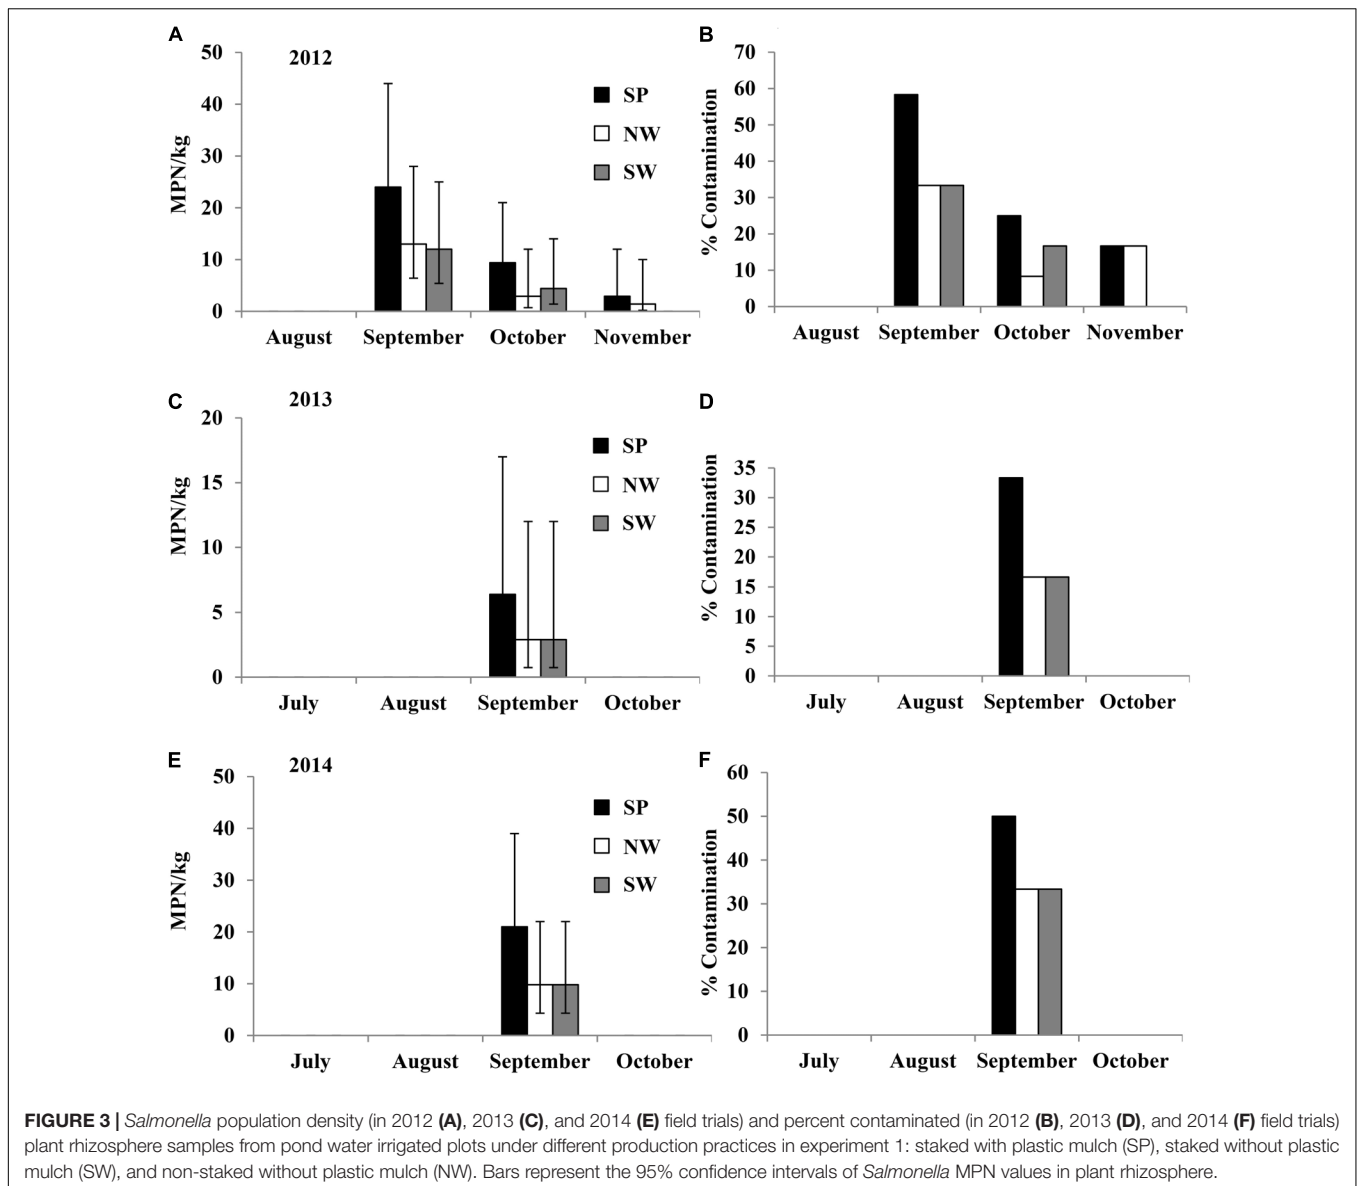 A
B
2012
50
40
30
20
10
0
MPN/kg
SP
NW
SW
August September October November
70
60
50
40
30
20
10
0
% Contamination
August September October November
C
D
2013
20
15
10
5
0
MPN/kg
SP
NW
SW
July August September October
35
30
25
20
15
10
5
0
% Contamination
July August September October
E
F
2014
50
40
30
20
10
0
MPN/kg
SP
NW
SW
July August September October
60
50
40
30
20
10
0
% Contamination
July August September October
FIGURE 3 | Salmonella population density (in 2012 (A), 2013 (C), and 2014 (E) field trials) and percent contaminated (in 2012 (B), 2013 (D), and 2014 (F) field trials)
plant rhizosphere samples from pond water irrigated plots under different production practices in experiment 1: staked with plastic mulch (SP), staked without plastic
mulch (SW), and non-staked without plastic mulch (NW). Bars represent the 95% confidence intervals of Salmonella MPN values in plant rhizosphere.